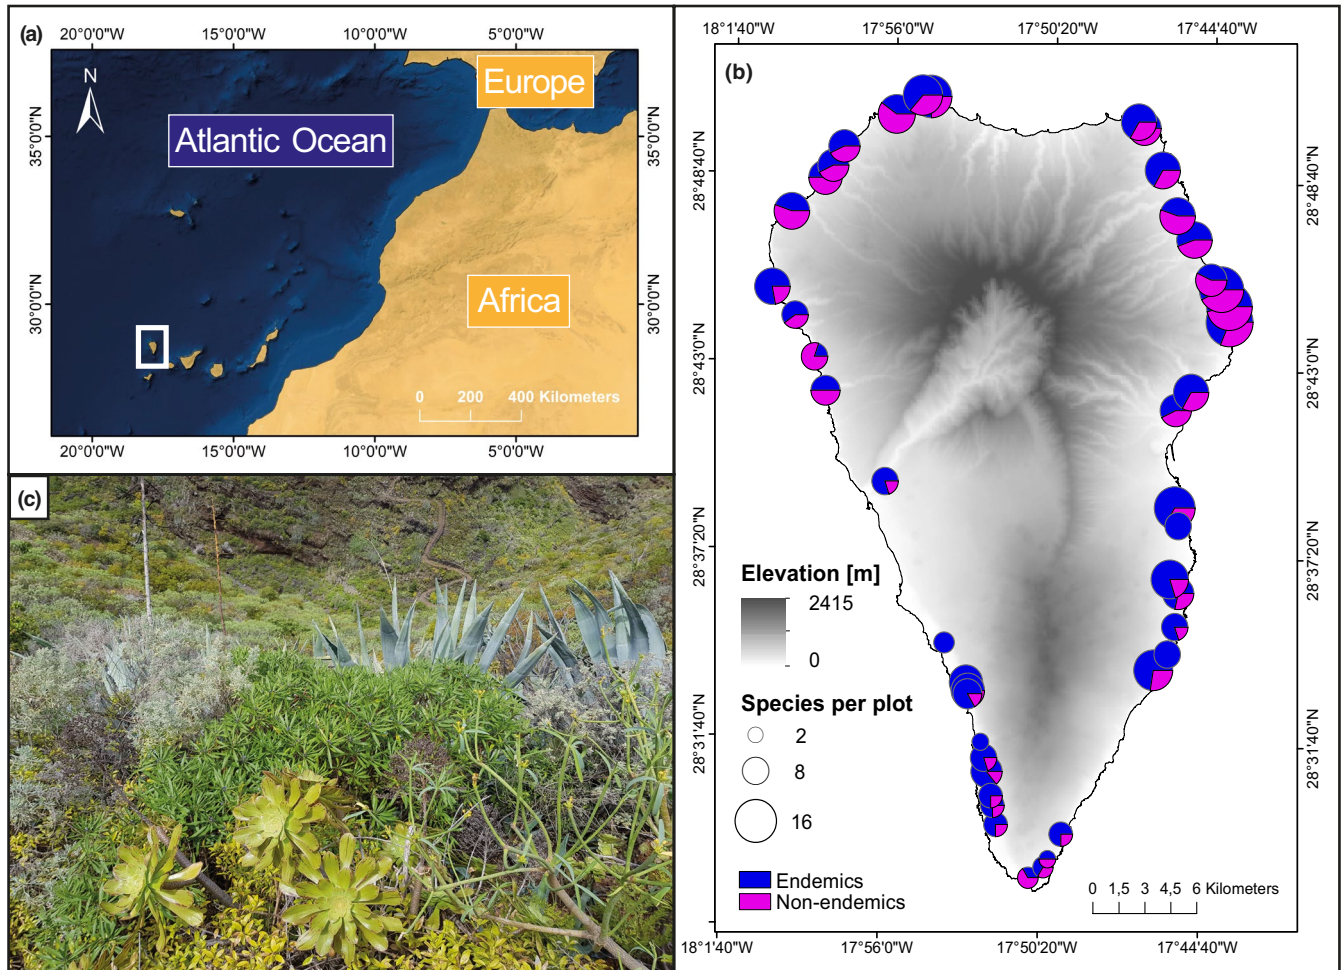 (a)
20°0'0"W 15°0'0"W 10°0'0"W 5°0'0"W
N
Europe
Atlantic Ocean
Africa
35°0'0"N
30°0'0"N
35°0'0"N
30°0'0"N
0 200 400 Kilometers
20°0'0"W 15°0'0"W 10°0'0"W 5°0'0"W
(c)
18°1'40"W 17°56'0"W 17°50'20"W 17°44'40"W
(b)
28°48'40"N
28°43'0"N
28°37'20"N
28°31'40"N
28°48'40"N
28°43'0"N
28°37'20"N
28°31'40"N
Elevation [m]
2415
0
Species per plot
2
8
16
Endemics
Non-endemics
0 1,5 3 4,5 6 Kilometers
18°1'40"W 17°56'0"W 17°50'20"W 17°44'40"W